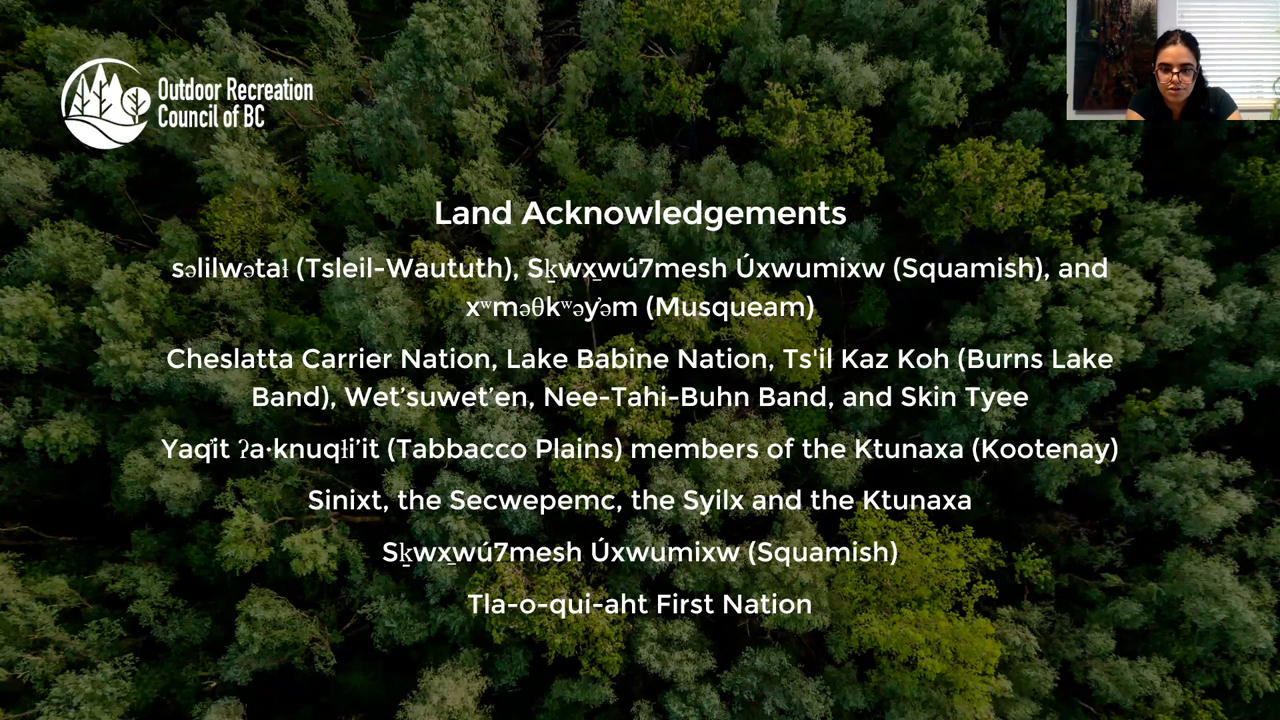 Outdoor Recreation
Council of BC
Land Acknowledgements
səlilwətaɬ (Tsleil-Waututh), Sḵwx̱wú7mesh Úxwumixw (Squamish), and
xʷməθkʷəy̓əm (Musqueam)
Cheslatta Carrier Nation, Lake Babine Nation, Ts'il Kaz Koh (Burns Lake
Band), Wet’suwet’en, Nee-Tahi-Buhn Band, and Skin Tyee
Yaq̓it ʔa·knuqⱡi’it (Tabbacco Plains) members of the Ktunaxa (Kootenay)
Sinixt, the Secwepemc, the Syilx and the Ktunaxa
Sḵwx̱wú7mesh Úxwumixw (Squamish)
Tla-o-qui-aht First Nation